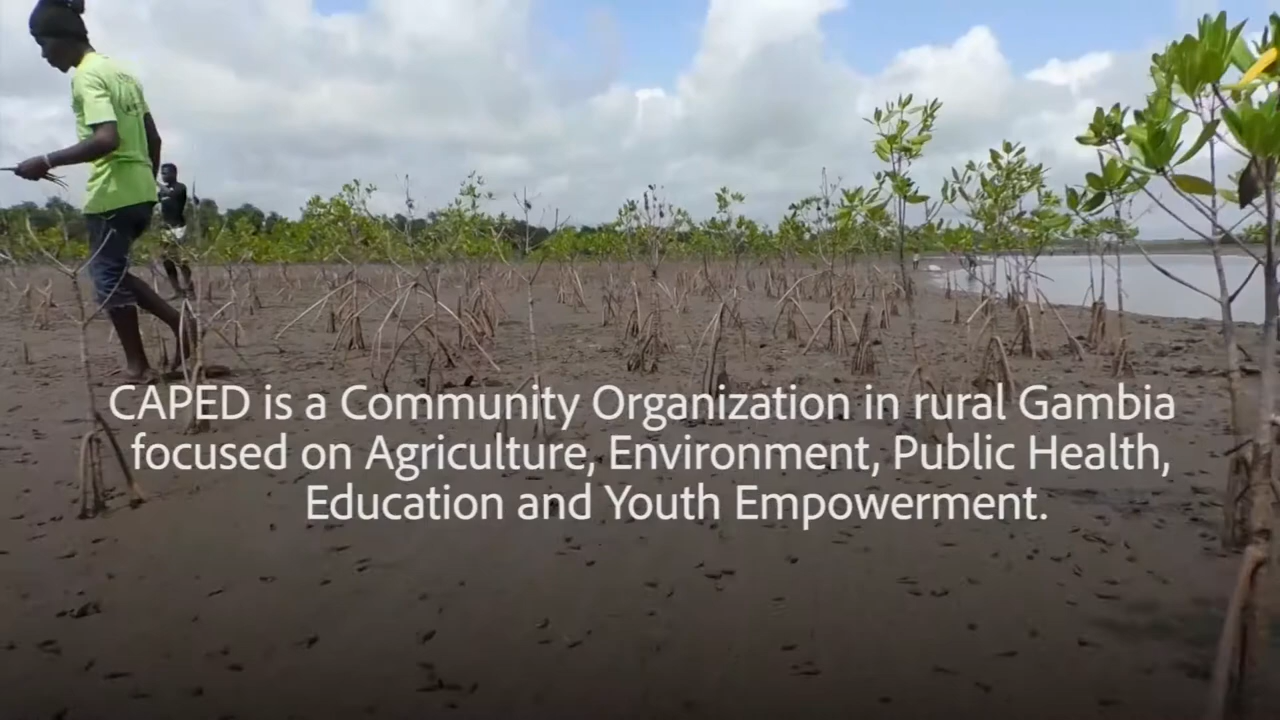 CAPED is a Community Organization in rural Gambia
focused on Agriculture, Environment, Public Health,
Education and Youth Empowerment.